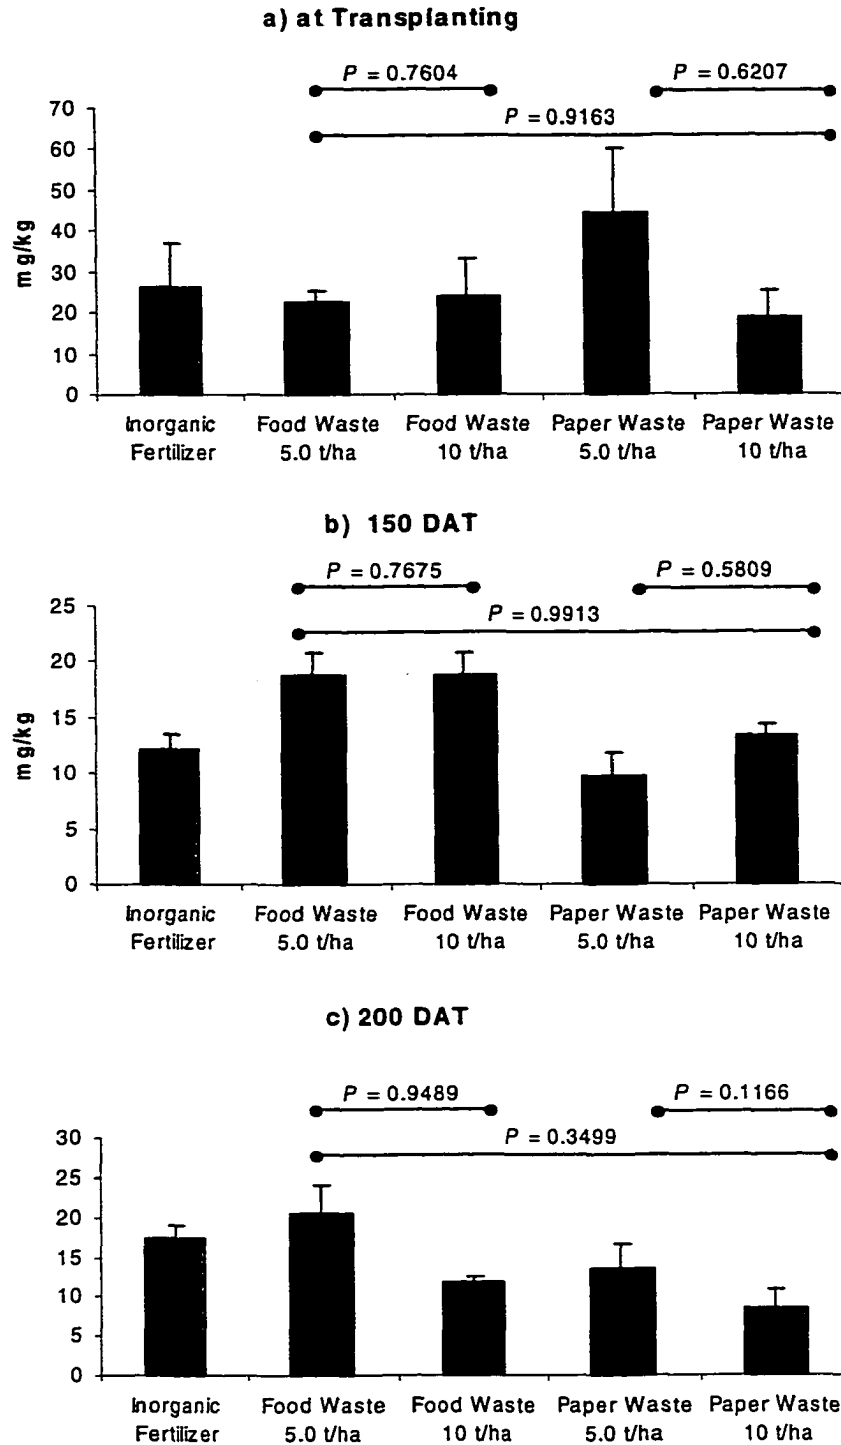 a) at Transplanting
P = 0.7604
P = 0.6207
P = 0.9163
70
60
50
40
30
20
10
0
mg/kg
Inorganic Fertilizer
Food Waste 5.0 t/ha
Food Waste 10 t/ha
Paper Waste 5.0 t/ha
Paper Waste 10 t/ha
b) 150 DAT
P = 0.7675
P = 0.5809
P = 0.9913
25
20
15
10
5
0
mg/kg
Inorganic Fertilizer
Food Waste 5.0 t/ha
Food Waste 10 t/ha
Paper Waste 5.0 t/ha
Paper Waste 10 t/ha
c) 200 DAT
P = 0.9489
P = 0.1166
P = 0.3499
30
25
20
15
10
5
0
Inorganic Fertilizer
Food Waste 5.0 t/ha
Food Waste 10 t/ha
Paper Waste 5.0 t/ha
Paper Waste 10 t/ha